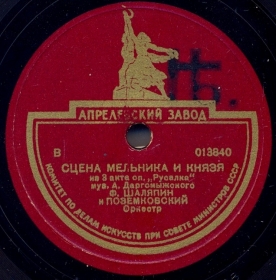 АПРЕЛЕВСКИЙ ЗАВОД
В 013840
СЦЕНА МЕЛЬНИКА И КНЯЗЯ
из 3 акта оп. „Русалка"
муз. А. Даргомыжского
Ф. ШАЛЯПИН
и ПОЗЕМКОВСКИЙ
Оркестр
КОМИТЕТ ПО ДЕЛАМ ИСКУССТВ ПРИ СОВЕТЕ МИНИСТРОВ СССР